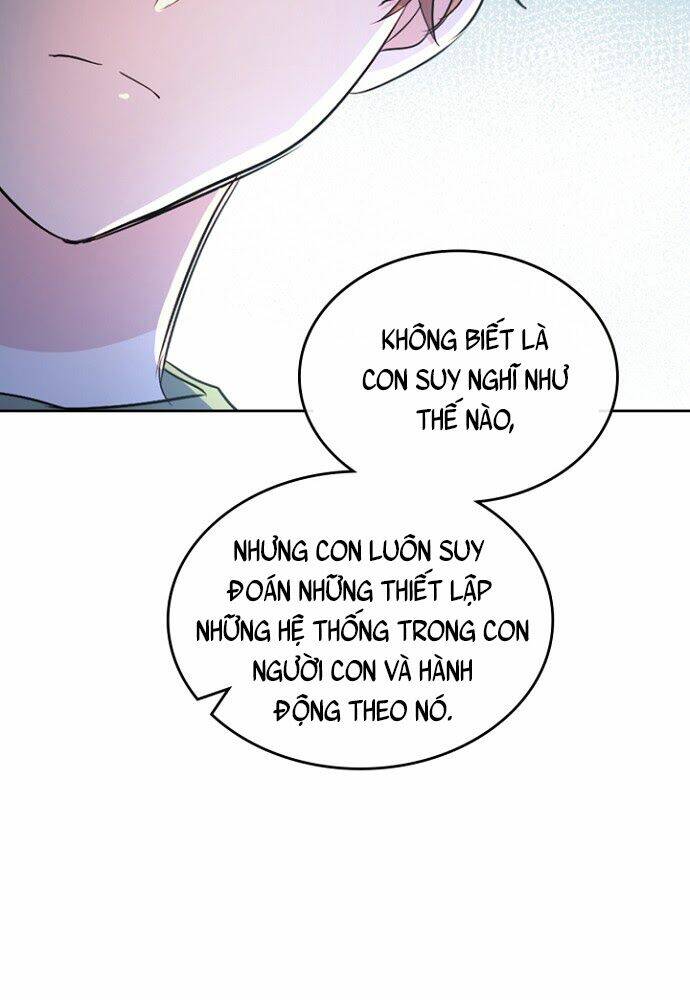 KHÔNG BIẾT LÀ
CON SUY NGHĨ NHƯ
THẾ NÀO,
NHƯNG CON LUÔN SUY
ĐOÁN NHỮNG THIẾT LẬP
NHỮNG HỆ THỐNG TRONG CON
NGƯỜI CON VÀ HÀNH
ĐỘNG THEO NÓ.